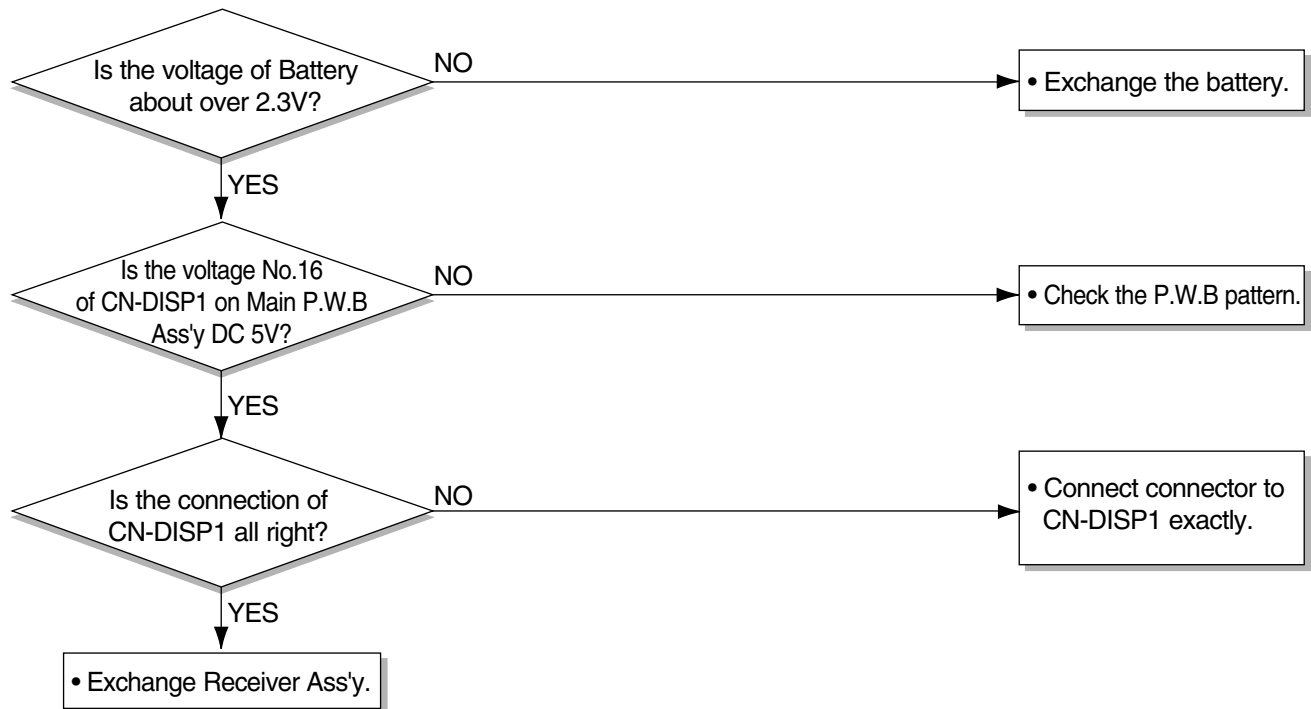 Is the voltage of Battery
about over 2.3V?
NO
• Exchange the battery.
YES
Is the voltage No.16
of CN-DISP1 on Main P.W.B
Ass'y DC 5V?
NO
• Check the P.W.B pattern.
YES
Is the connection of
CN-DISP1 all right?
NO
• Connect connector to
CN-DISP1 exactly.
YES
• Exchange Receiver Ass'y.